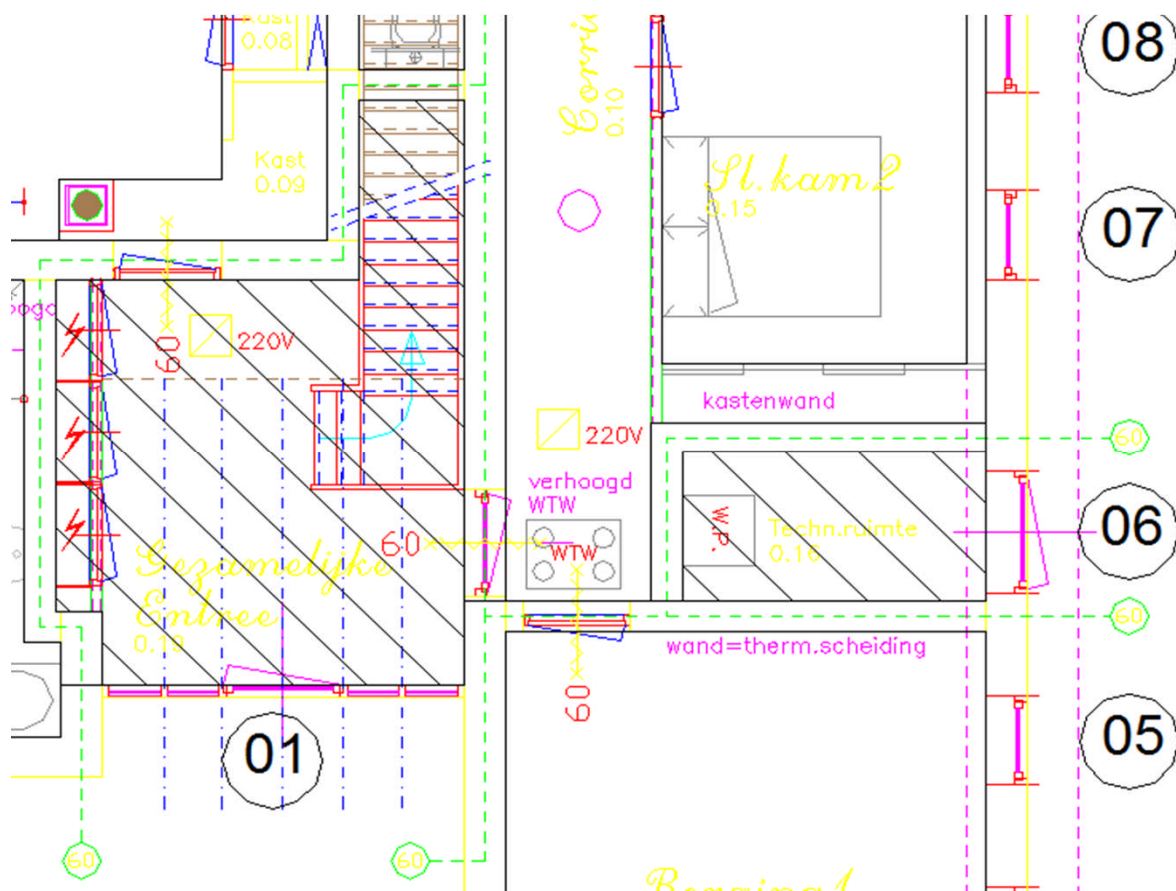 Kast
0.08
08
Corri
0.10
Kast
0.09
Sl.kam2
0.15
07
60
220V
kastenwand
220V
60
verhoogd
WTW
W.P.
Techn.ruimte
0.16
06
60
WTW
Gezamelijke
Entree
0.19
60
wand=therm.scheiding
60
05
01
60
60